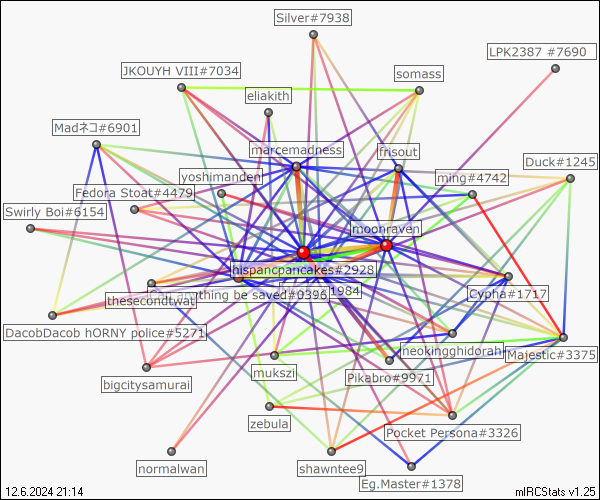 Silver#7938
LPK2387 #7690
JKOUYH VIII#7034
somass
eliakith
Madネコ#6901
marcemadness
frisout
Duck#1245
yoshimanden
ming#4742
Fedora Stoat#4479
Swirly Boi#6154
moonraven
hispancpancakes#2928
Cypha#1717
anything be saved#0396
1984
thesecondtwat
DacobDacob hORNY police#5271
neokingghidorah
Majestic#3375
mukszi
Pikabro#9971
bigcitysamurai
zebula
Pocket Persona#3326
normalwan
shawntee9
Eg.Master#1378
12.6.2024 21:14
mIRCStats v1.25